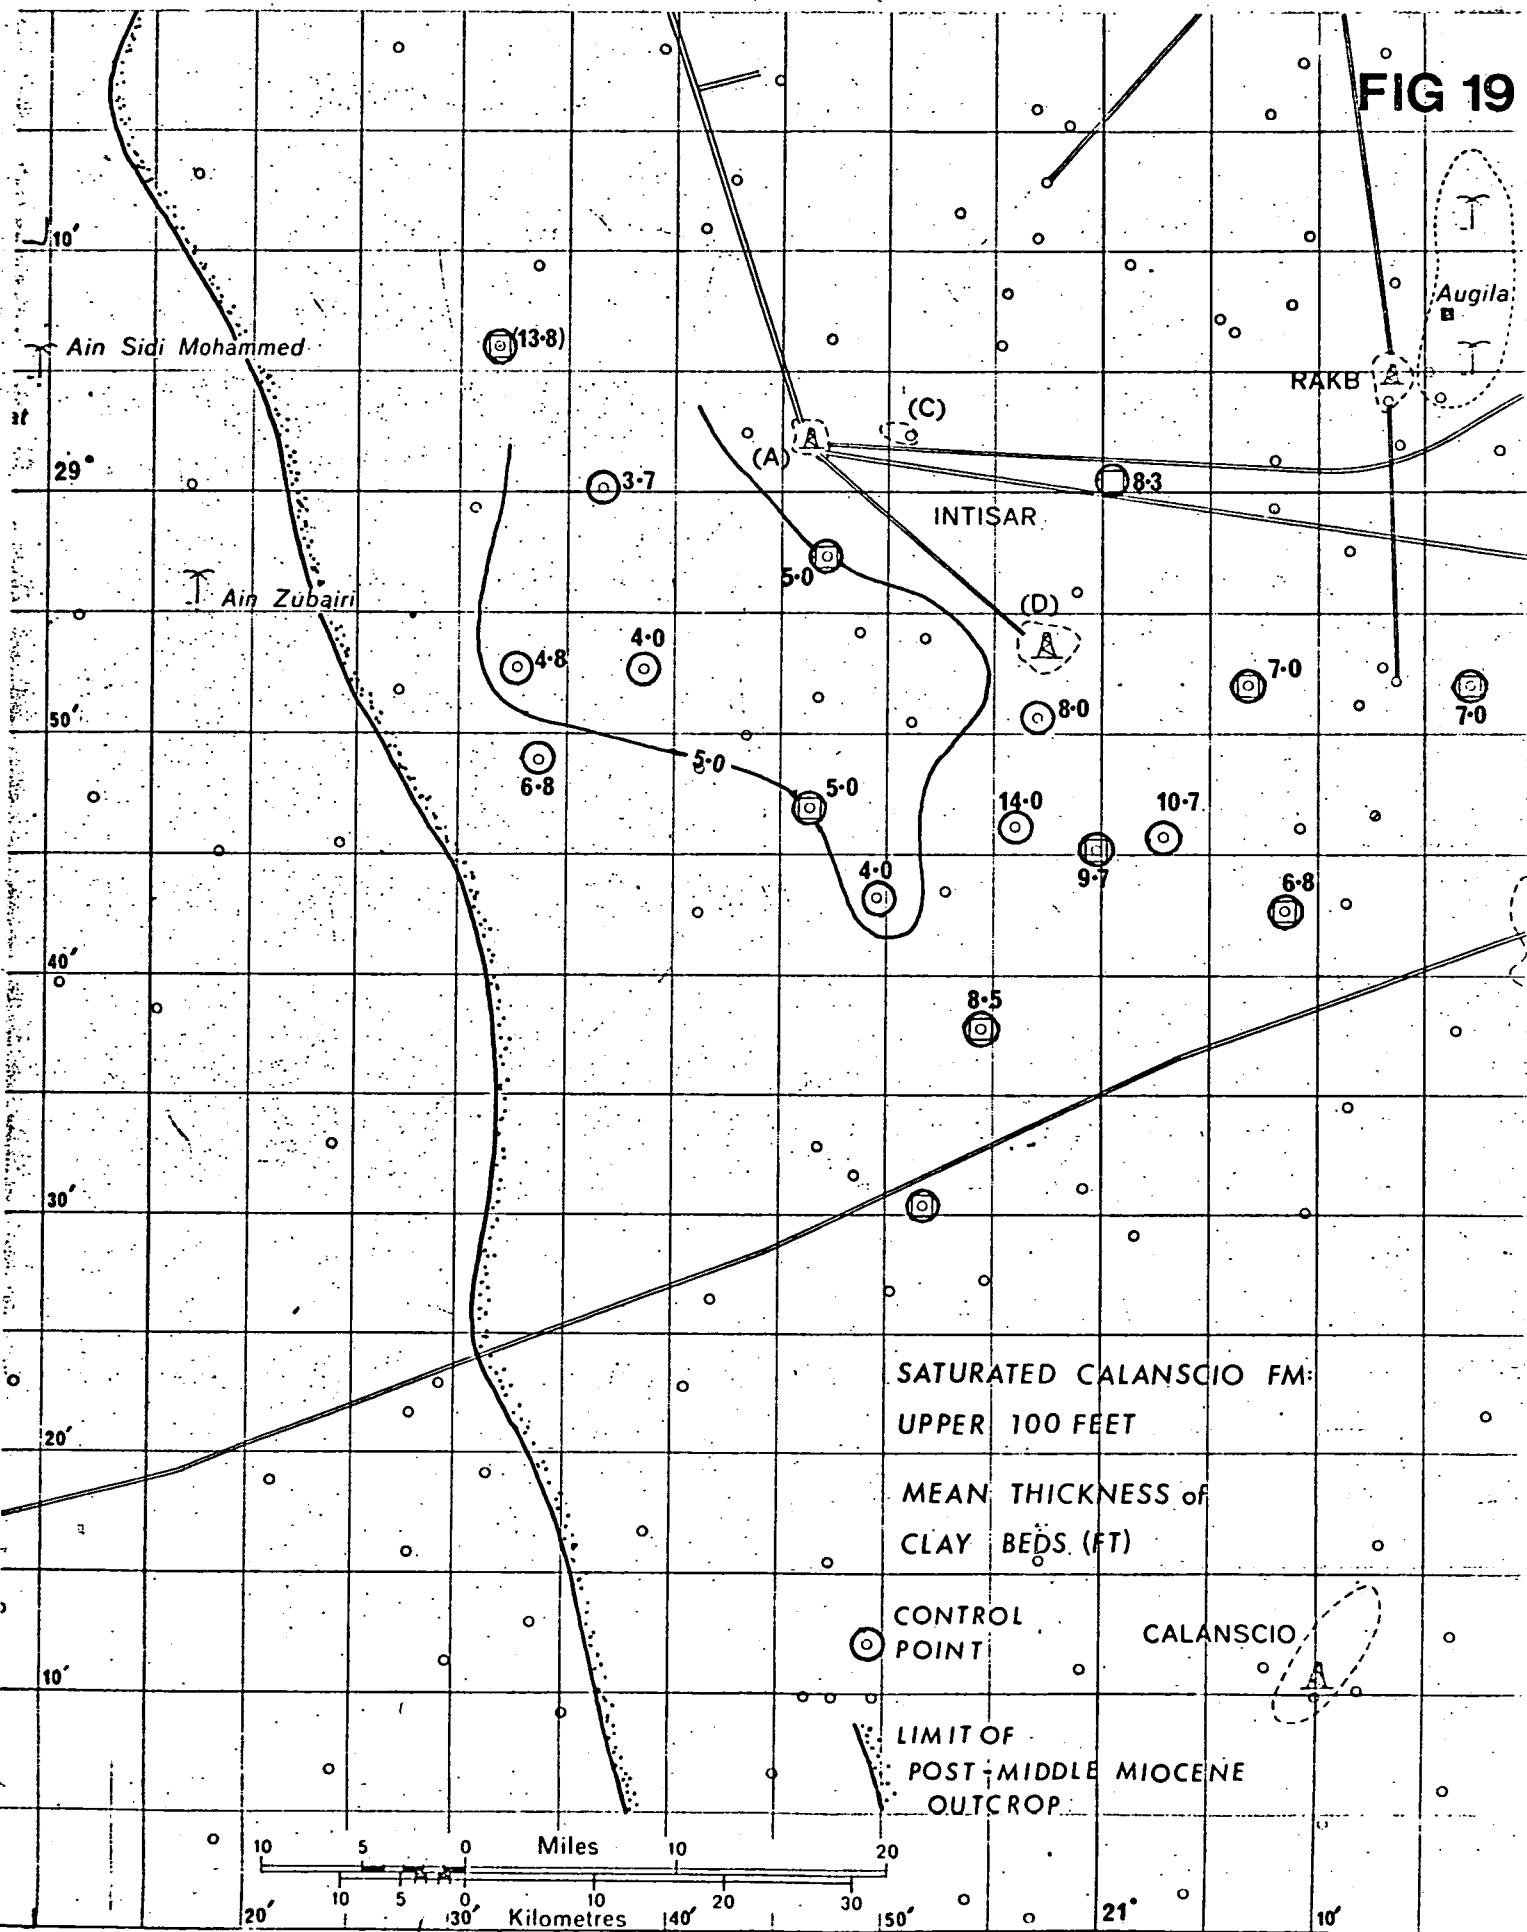 FIG 19
10′
Augila
(13·8)
Ain Sidi Mohammed
RAKB
(C)
(A)
29°
3·7
8·3
INTISAR
5·0
Ain Zubairi
(D)
4·0
4·8
7·0
8·0
7·0
50′
5·0
6·8
5·0
14·0
10·7
4·0
9·7
6·8
40′
8·5
30′
SATURATED CALANSCIO FM:
UPPER 100 FEET
20′
MEAN THICKNESS of
CLAY BEDS (FT)
CONTROL
POINT
CALANSCIO
10′
LIMIT OF
POST-MIDDLE MIOCENE
OUTCROP
10 5 0 Miles 10 20
10 5 0 10 20 30
20′ 30′ Kilometres 40′ 50′ 21° 10′